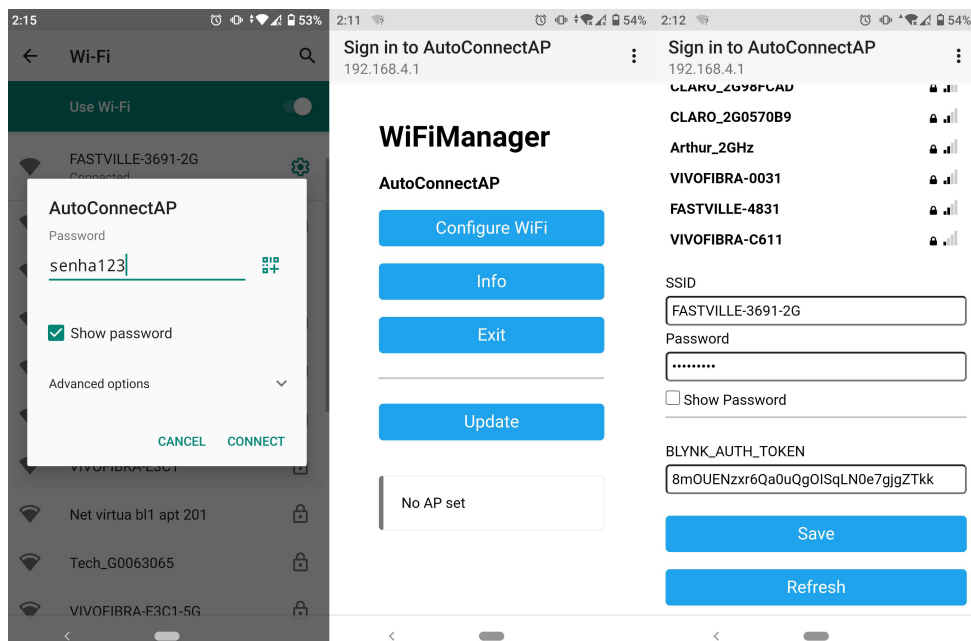 2:15
53%
Wi-Fi
Use Wi-Fi
FASTVILLE-3691-2G
Connected
AutoConnectAP
Password
senha123
Show password
Advanced options
CANCEL CONNECT
VIVOFIBRA-E3C1
Net virtua bl1 apt 201
Tech_G0063065
VIVOFIBRA-E3C1-5G
2:11
54%
Sign in to AutoConnectAP
192.168.4.1
WiFiManager
AutoConnectAP
Configure WiFi
Info
Exit
Update
No AP set
2:12
54%
Sign in to AutoConnectAP
192.168.4.1
CLARO_2G98FCAD
CLARO_2G0570B9
Arthur_2GHz
VIVOFIBRA-0031
FASTVILLE-4831
VIVOFIBRA-C611
SSID
FASTVILLE-3691-2G
Password
•••••••••
Show Password
BLYNK_AUTH_TOKEN
8mOUENzxr6Qa0uQgOISqLN0e7gjgZTkk
Save
Refresh